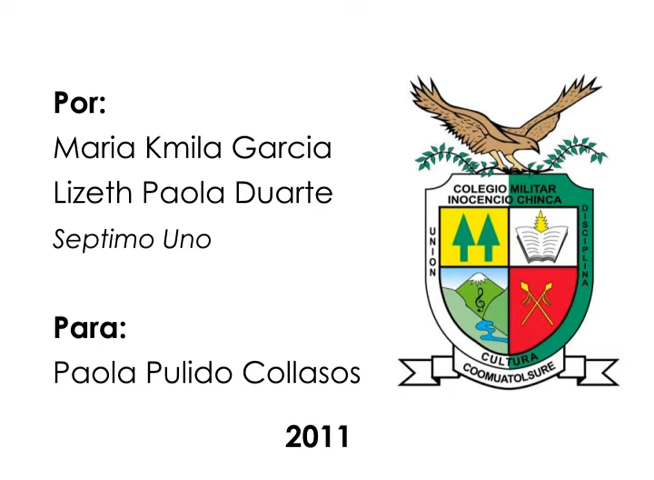 Por:
Maria Kmila Garcia
Lizeth Paola Duarte
Septimo Uno
Para:
Paola Pulido Collasos
2011
COLEGIO MILITAR
INOCENCIO CHINCA
UNION
DISCIPLINA
CULTURA
COOMUATOLSURE